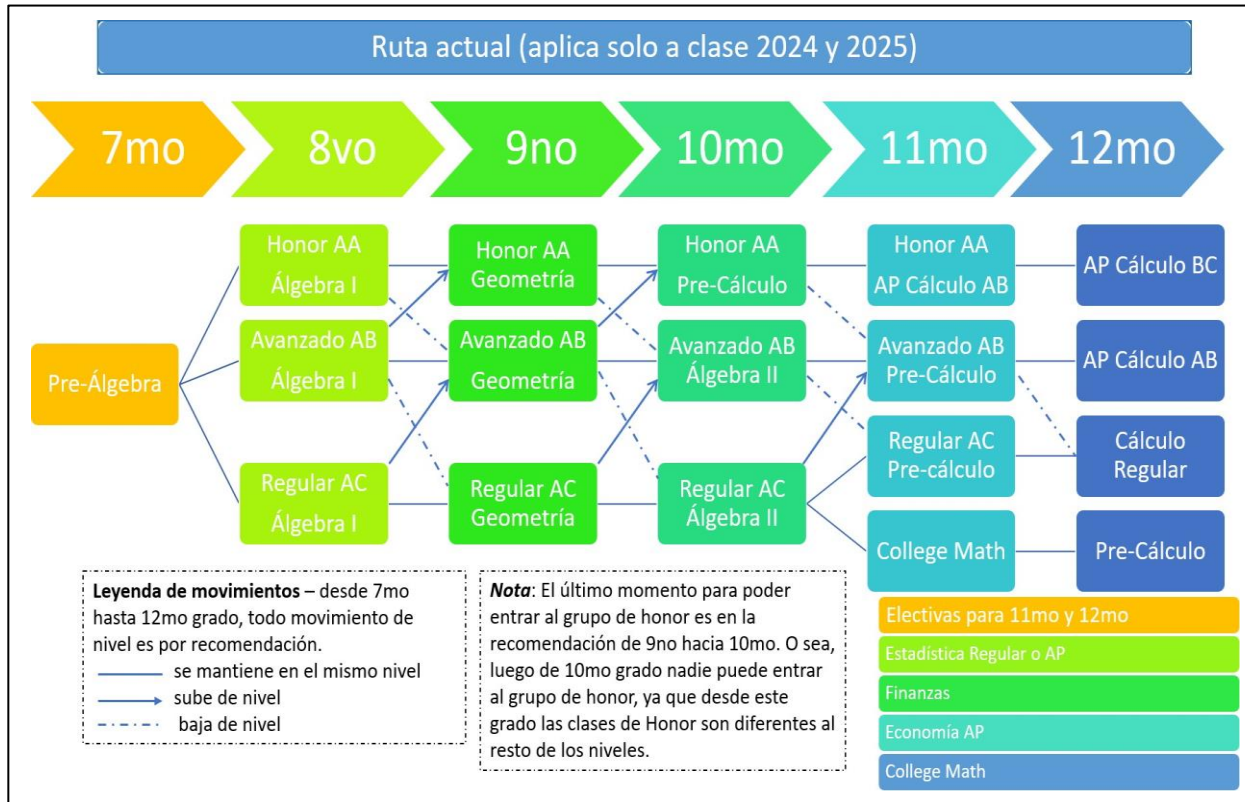 Ruta actual (aplica solo a clase 2024 y 2025)
7mo
8vo
9no
10mo
11mo
12mo
Pre-Álgebra
Honor AA
Álgebra I
Avanzado AB
Álgebra I
Regular AC
Álgebra I
Honor AA
Geometría
Avanzado AB
Geometría
Regular AC
Geometría
Honor AA
Pre-Cálculo
Avanzado AB
Álgebra II
Regular AC
Álgebra II
Honor AA
AP Cálculo AB
Avanzado AB
Pre-Cálculo
Regular AC
Pre-cálculo
College Math
AP Cálculo BC
AP Cálculo AB
Cálculo
Regular
Pre-Cálculo
Leyenda de movimientos – desde 7mo
hasta 12mo grado, todo movimiento de
nivel es por recomendación.
se mantiene en el mismo nivel
sube de nivel
baja de nivel
Nota: El último momento para poder
entrar al grupo de honor es en la
recomendación de 9no hacia 10mo. O sea,
luego de 10mo grado nadie puede entrar
al grupo de honor, ya que desde este
grado las clases de Honor son diferentes al
resto de los niveles.
Electivas para 11mo y 12mo
Estadística Regular o AP
Finanzas
Economía AP
College Math